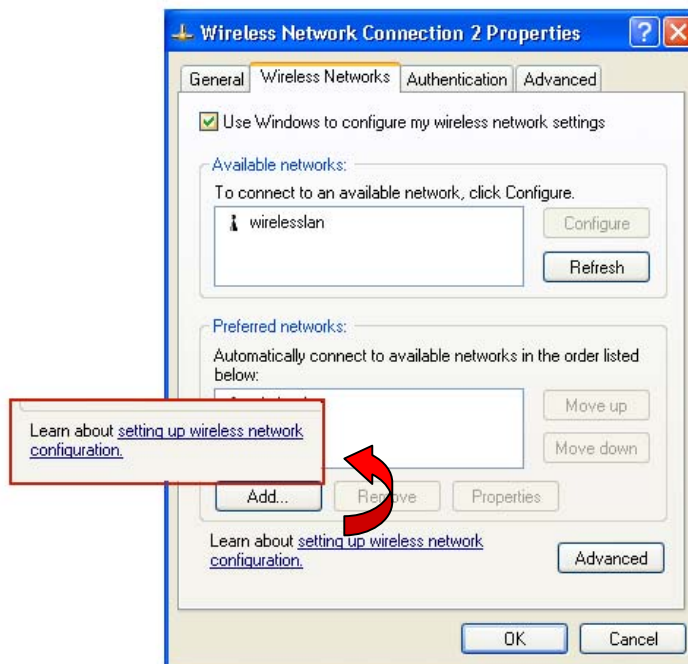 Wireless Network Connection 2 Properties
General Wireless Networks Authentication Advanced
Use Windows to configure my wireless network settings
Available networks:
To connect to an available network, click Configure.
wirelesslan
Configure
Refresh
Preferred networks:
Automatically connect to available networks in the order listed
below:
Move up
Move down
Learn about setting up wireless network
configuration.
Add... Remove Properties
Learn about setting up wireless network
configuration.
Advanced
OK Cancel